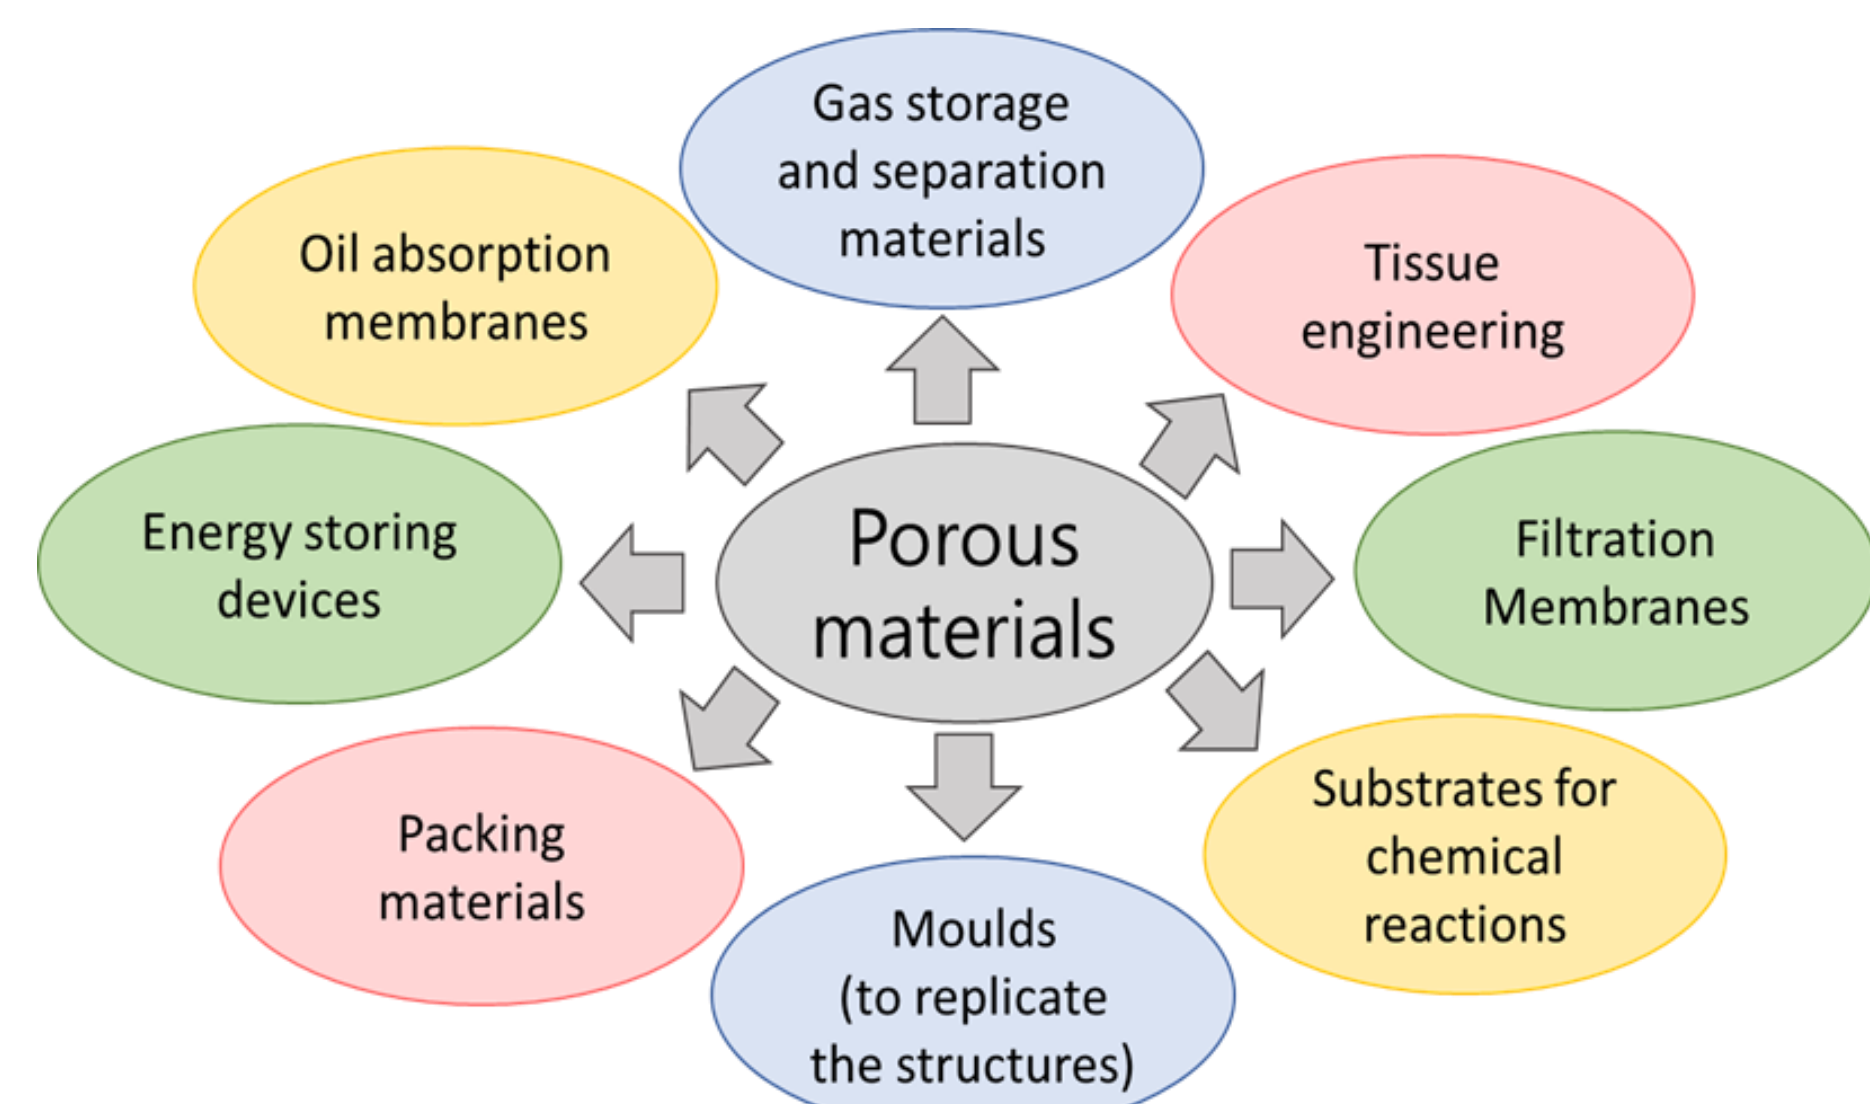 Gas storage
and separation
materials
Oil absorption
membranes
Tissue
engineering
Energy storing
devices
Porous
materials
Filtration
Membranes
Packing
materials
Substrates for
chemical
reactions
Moulds
(to replicate
the structures)